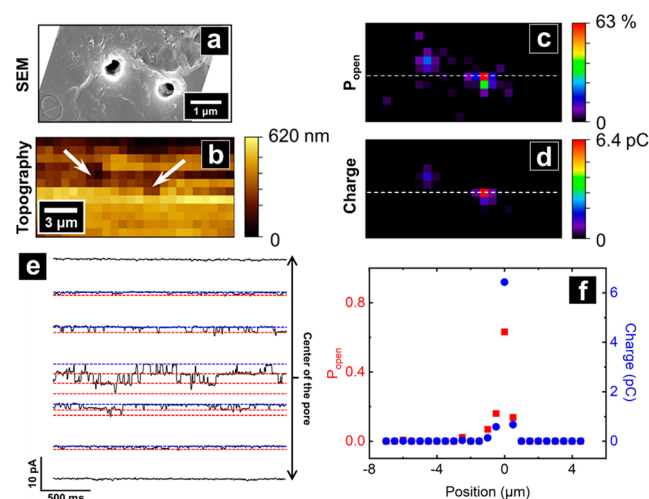 SEM
a
1 μm
Topography
b
3 μm
620 nm
0
P_open
c
63 %
0
Charge
d
6.4 pC
0
e
Center of the pore
10 pA
500 ms
f
P_open
0.8
0.4
0.0
Charge (pC)
6
4
2
0
-8
-4
0
4
Position (μm)